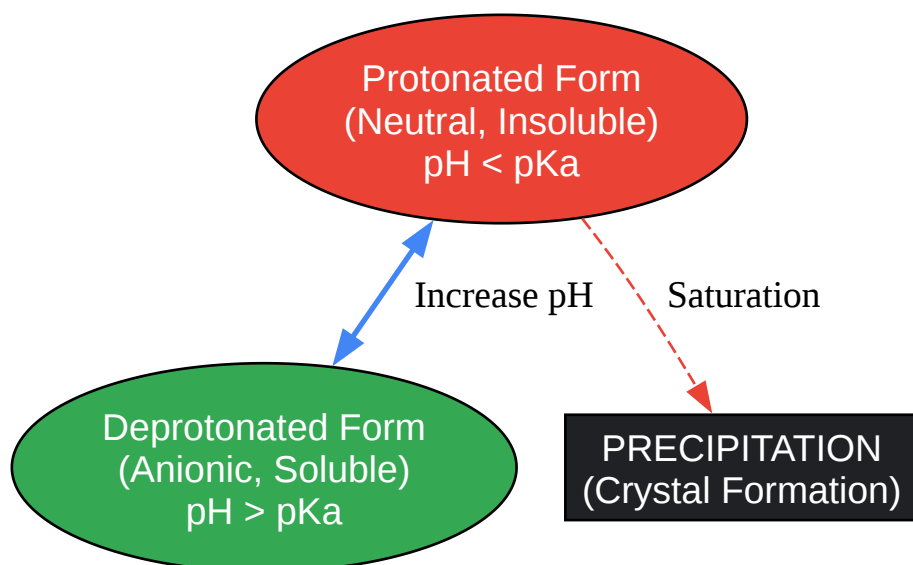 Protonated Form
(Neutral, Insoluble)
pH < pKa
Increase pH
Saturation
Deprotonated Form
(Anionic, Soluble)
pH > pKa
PRECIPITATION
(Crystal Formation)